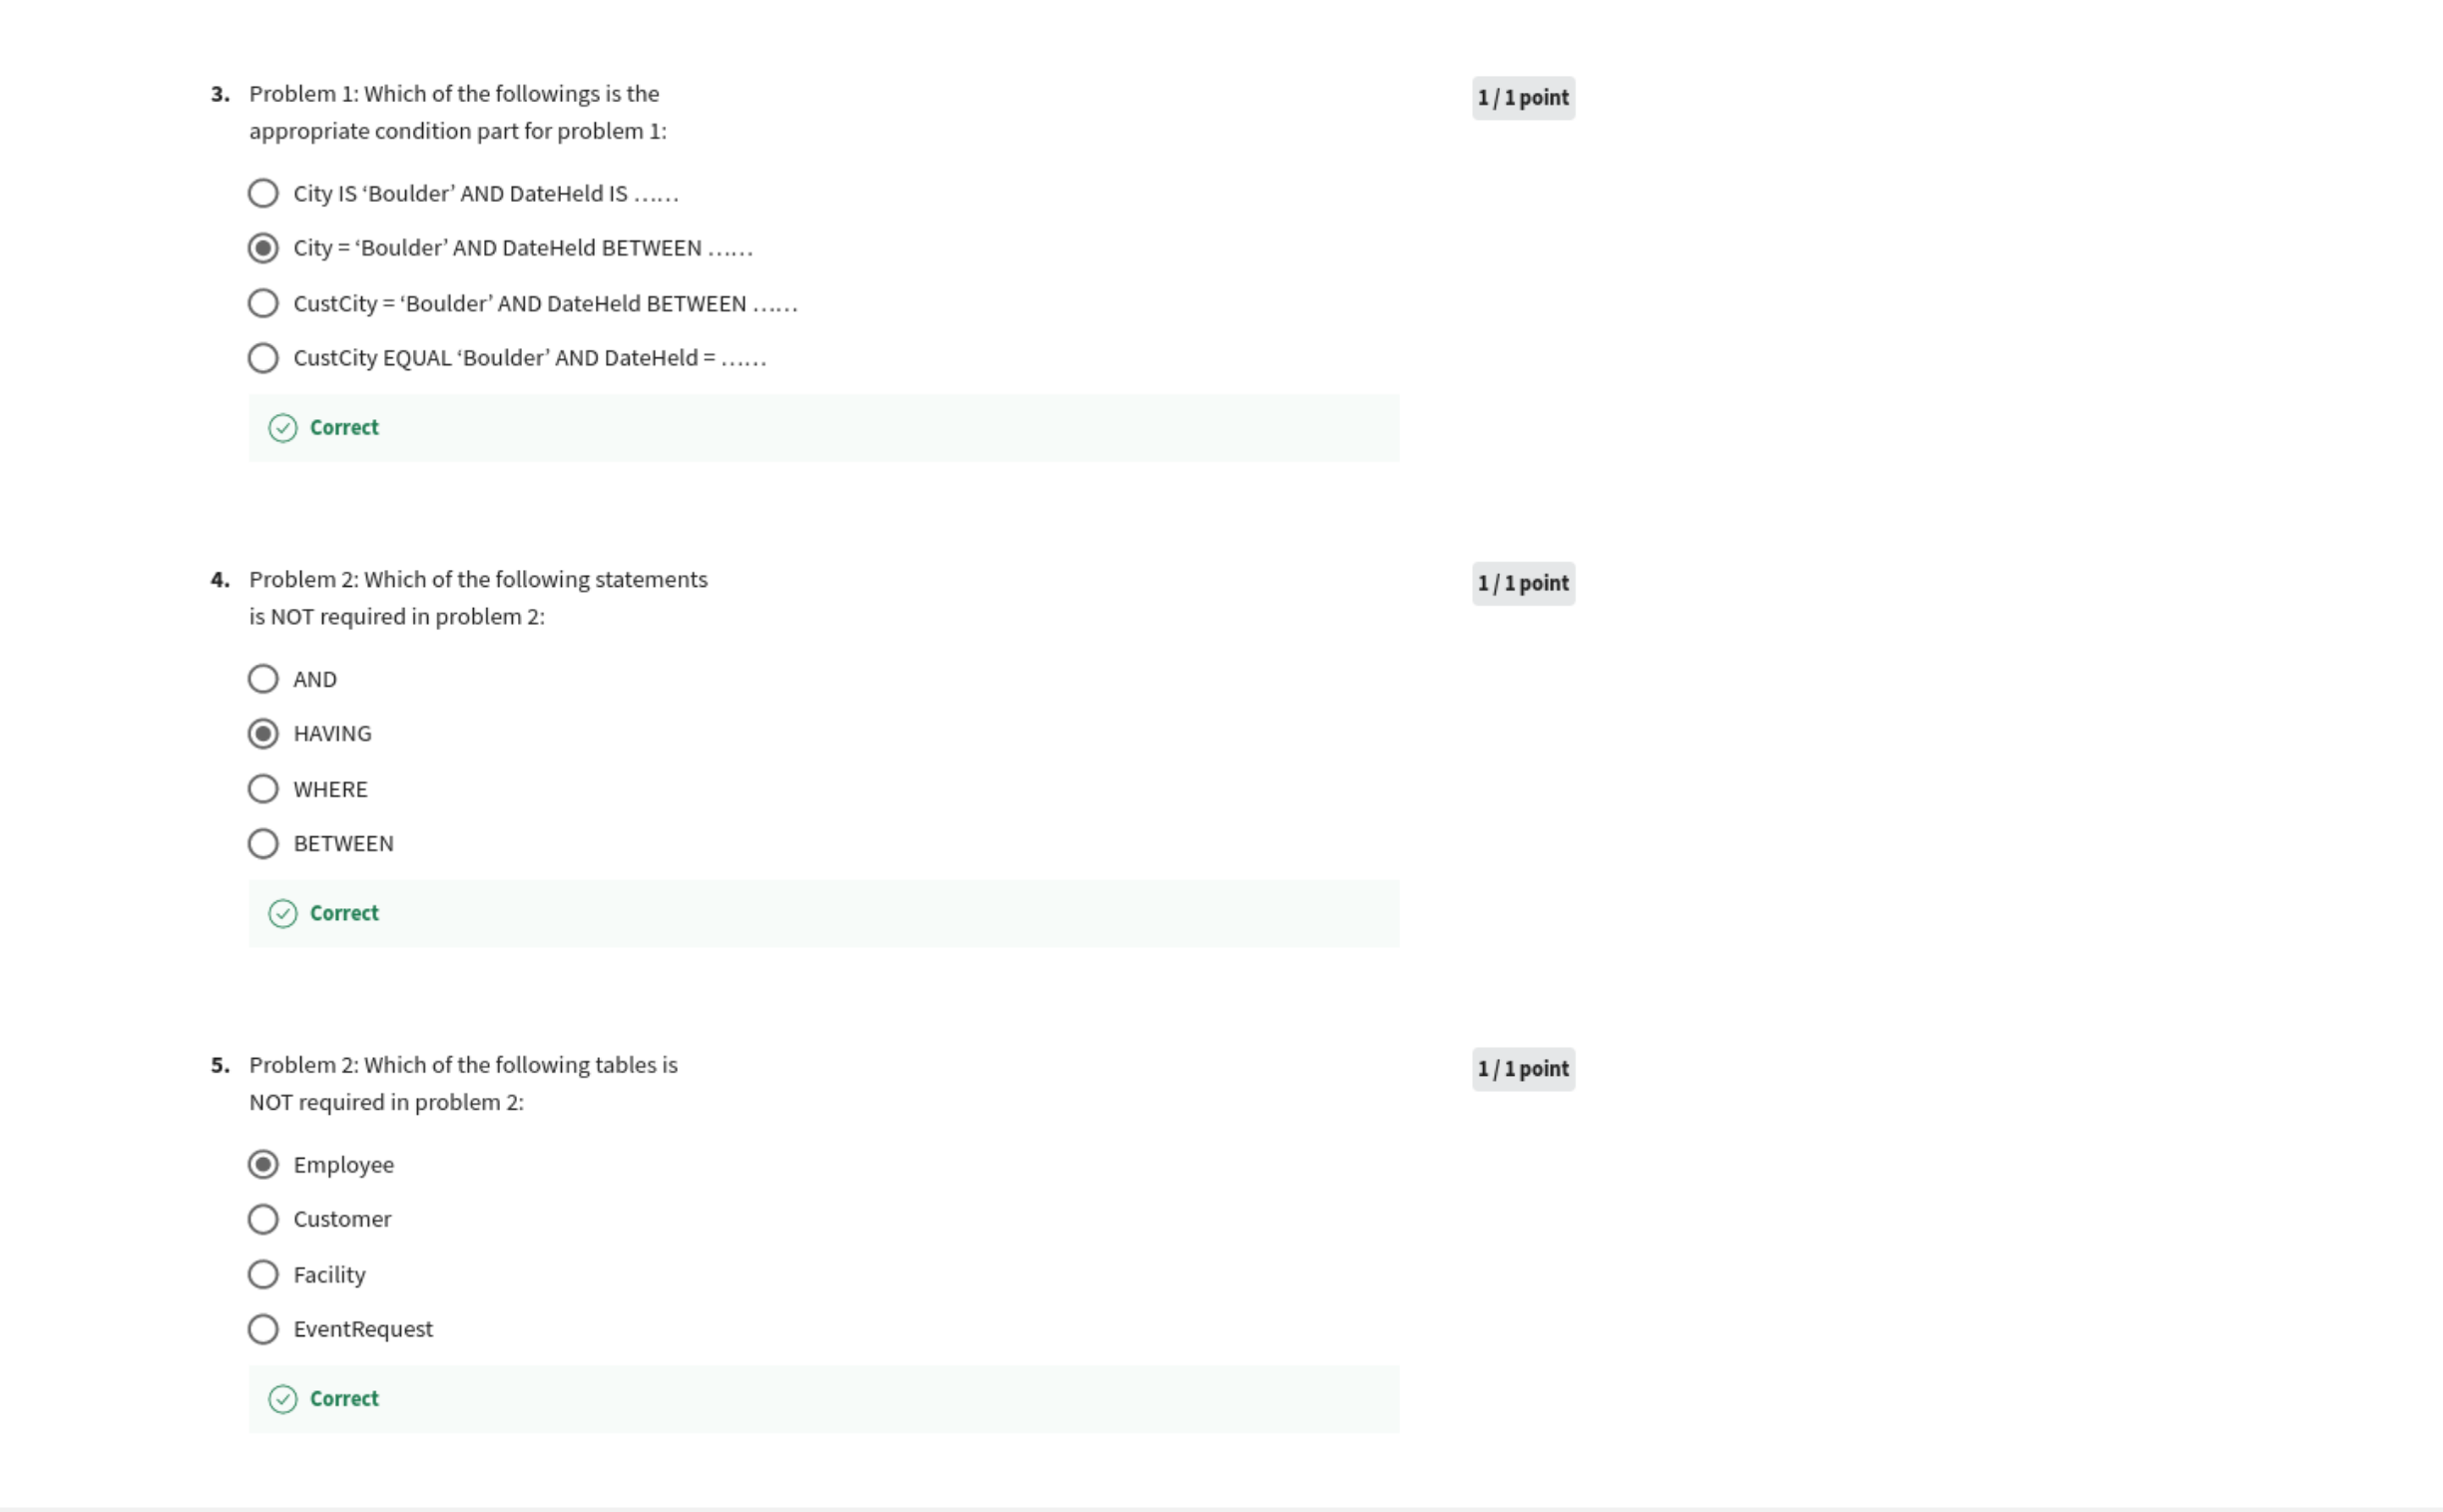 3. Problem 1: Which of the followings is the
appropriate condition part for problem 1:
1 / 1 point
City IS ‘Boulder’ AND DateHeld IS ……
City = ‘Boulder’ AND DateHeld BETWEEN ……
CustCity = ‘Boulder’ AND DateHeld BETWEEN ……
CustCity EQUAL ‘Boulder’ AND DateHeld = ……
Correct
4. Problem 2: Which of the following statements
is NOT required in problem 2:
1 / 1 point
AND
HAVING
WHERE
BETWEEN
Correct
5. Problem 2: Which of the following tables is
NOT required in problem 2:
1 / 1 point
Employee
Customer
Facility
EventRequest
Correct